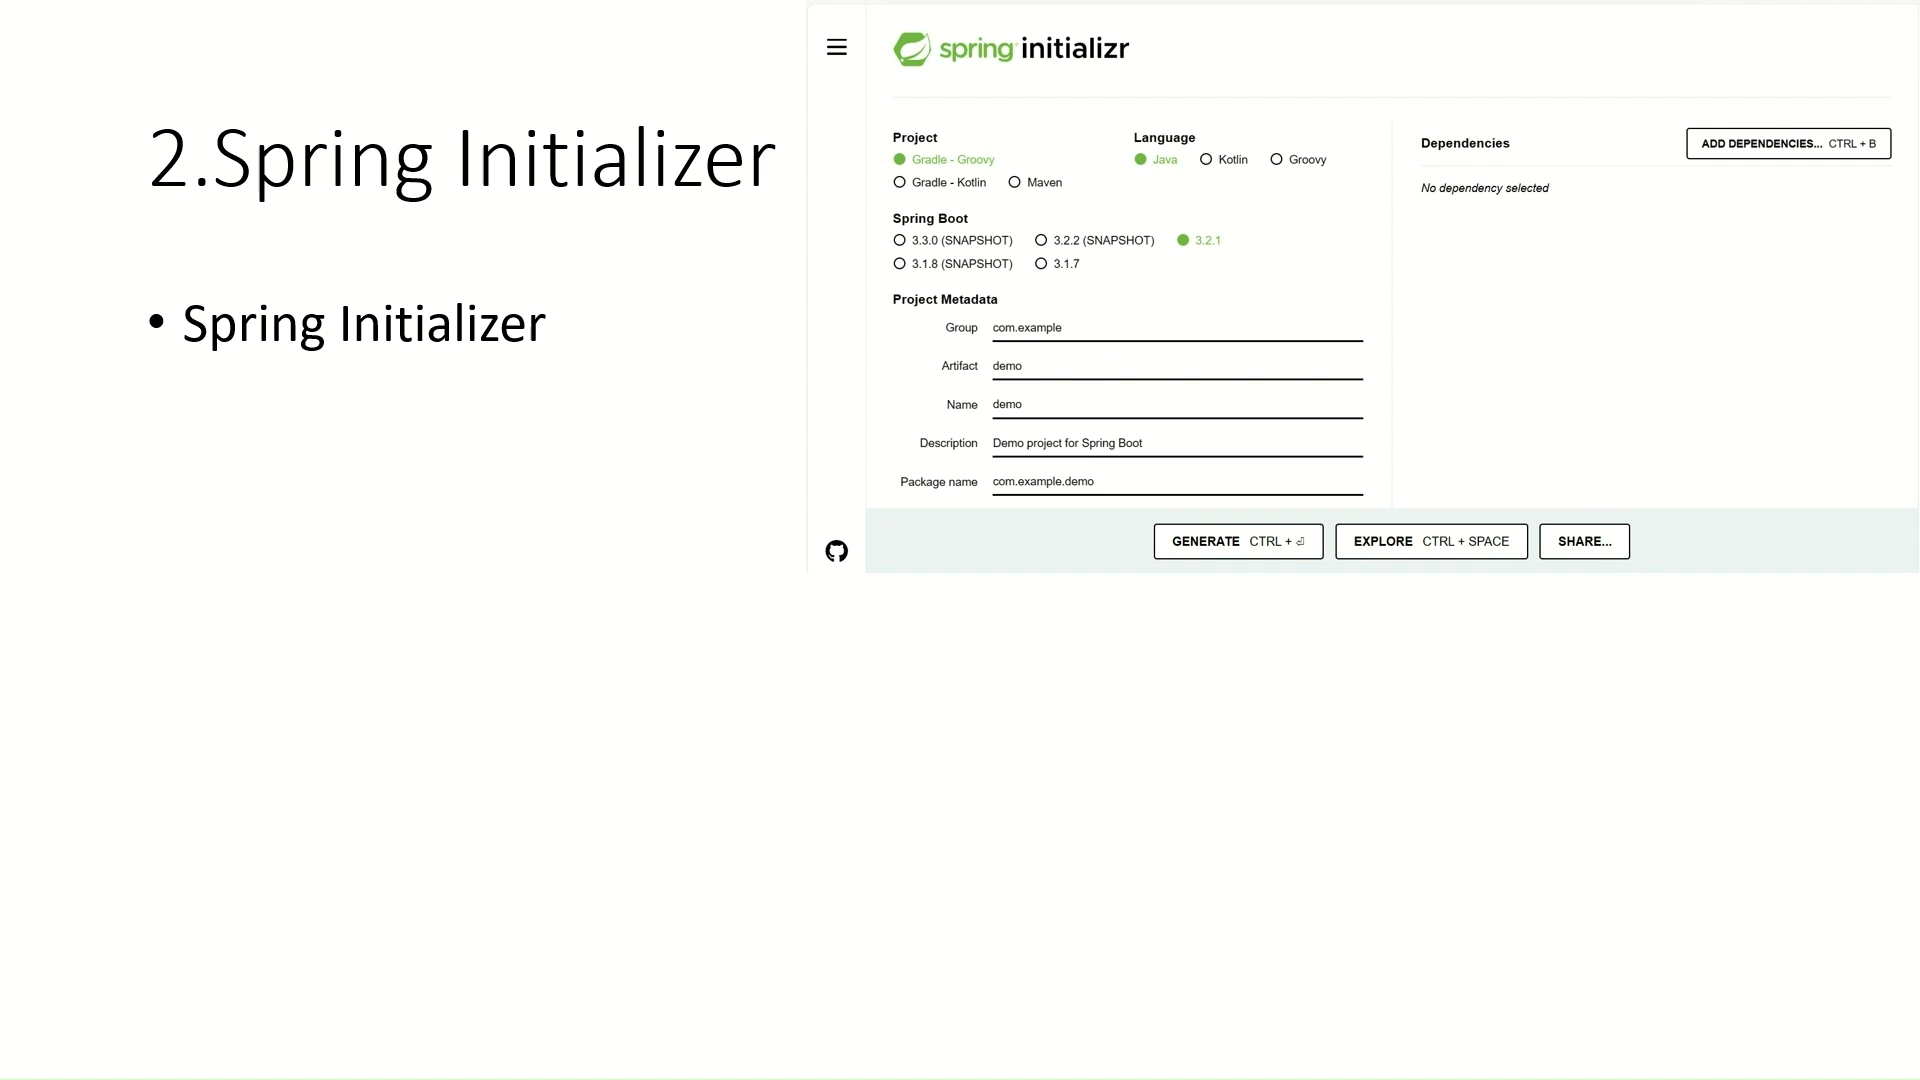 2.Spring Initializer
• Spring Initializer
spring initializr
Project
Gradle - Groovy
Gradle - Kotlin Maven
Language
Java Kotlin Groovy
Spring Boot
3.3.0 (SNAPSHOT) 3.2.2 (SNAPSHOT) 3.2.1
3.1.8 (SNAPSHOT) 3.1.7
Project Metadata
Group com.example
Artifact demo
Name demo
Description Demo project for Spring Boot
Package name com.example.demo
Dependencies
ADD DEPENDENCIES... CTRL + B
No dependency selected
GENERATE CTRL + ⏎
EXPLORE CTRL + SPACE
SHARE...